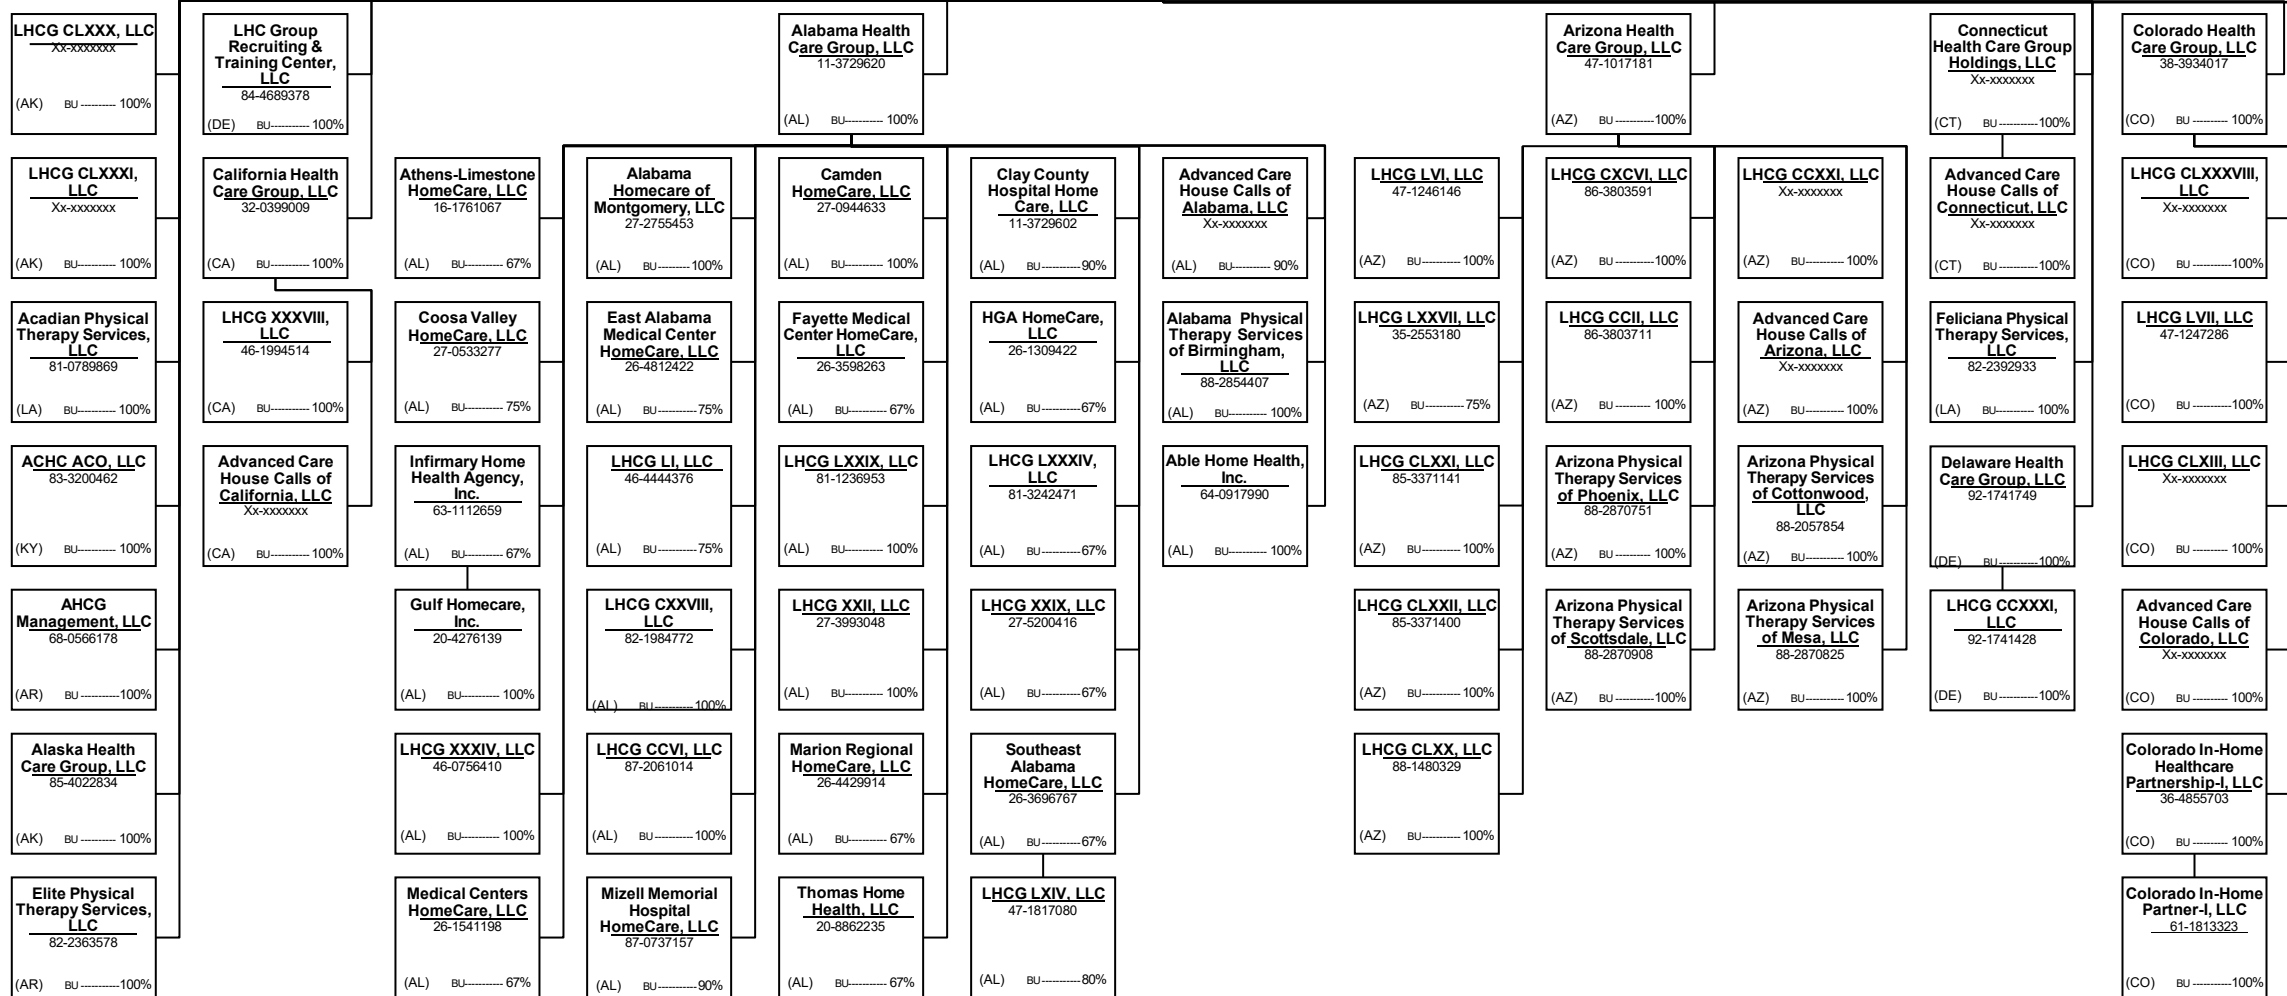 LHCG CLXXX, LLC
Xx-xxxxxxx
(AK) BU ---------- 100%
LHC Group
Recruiting &
Training Center,
LLC
84-4689378
(DE) BU----------- 100%
Alabama Health
Care Group, LLC
11-3729620
(AL) BU----------- 100%
Arizona Health
Care Group, LLC
47-1017181
(AZ) BU -----------100%
Connecticut
Health Care Group
Holdings, LLC
Xx-xxxxxxx
(CT) BU -----------100%
Colorado Health
Care Group, LLC
38-3934017
(CO) BU ---------- 100%
LHCG CLXXXI,
LLC
Xx-xxxxxxx
(AK) BU----------- 100%
California Health
Care Group, LLC
32-0399009
(CA) BU----------- 100%
Athens-Limestone
HomeCare, LLC
16-1761067
(AL) BU----------- 67%
Alabama
Homecare of
Montgomery, LLC
27-2755453
(AL) BU----------100%
Camden
HomeCare, LLC
27-0944633
(AL) BU----------- 100%
Clay County
Hospital Home
Care, LLC
11-3729602
(AL) BU-----------90%
Advanced Care
House Calls of
Alabama, LLC
Xx-xxxxxxx
(AL) BU----------- 90%
LHCG LVI, LLC
47-1246146
(AZ) BU----------- 100%
LHCG CXCVI, LLC
86-3803591
(AZ) BU -----------100%
LHCG CCXXI, LLC
Xx-xxxxxxx
(AZ) BU----------- 100%
Advanced Care
House Calls of
Connecticut, LLC
Xx-xxxxxxx
(CT) BU -----------100%
LHCG CLXXXVIII,
LLC
Xx-xxxxxxx
(CO) BU -----------100%
Acadian Physical
Therapy Services,
LLC
81-0789869
(LA) BU----------- 100%
LHCG XXXVIII,
LLC
46-1994514
(CA) BU----------- 100%
Coosa Valley
HomeCare, LLC
27-0533277
(AL) BU----------- 75%
East Alabama
Medical Center
HomeCare, LLC
26-4812422
(AL) BU-----------75%
Fayette Medical
Center HomeCare,
LLC
26-3598263
(AL) BU----------- 67%
HGA HomeCare,
LLC
26-1309422
(AL) BU-----------67%
Alabama Physical
Therapy Services
of Birmingham,
LLC
88-2854407
(AL) BU----------- 100%
LHCG LXXVII, LLC
35-2553180
(AZ) BU-----------75%
LHCG CCII, LLC
86-3803711
(AZ) BU ---------- 100%
Advanced Care
House Calls of
Arizona, LLC
Xx-xxxxxxx
(AZ) BU----------- 100%
Feliciana Physical
Therapy Services,
LLC
82-2392933
(LA) BU----------- 100%
LHCG LVII, LLC
47-1247286
(CO) BU -----------100%
ACHC ACO, LLC
83-3200462
(KY) BU----------- 100%
Advanced Care
House Calls of
California, LLC
Xx-xxxxxxx
(CA) BU----------- 100%
Infirmary Home
Health Agency,
Inc.
63-1112659
(AL) BU----------- 67%
LHCG LI, LLC
46-4444376
(AL) BU-----------75%
LHCG LXXIX, LLC
81-1236953
(AL) BU----------- 100%
LHCG LXXXIV,
LLC
81-3242471
(AL) BU-----------67%
Able Home Health,
Inc.
64-0917990
(AL) BU----------- 100%
LHCG CLXXI, LLC
85-3371141
(AZ) BU----------- 100%
Arizona Physical
Therapy Services
of Phoenix, LLC
88-2870751
(AZ) BU ---------- 100%
Arizona Physical
Therapy Services
of Cottonwood,
LLC
88-2057854
(AZ) BU----------- 100%
Delaware Health
Care Group, LLC
92-1741749
(DE) BU -----------100%
LHCG CLXIII, LLC
Xx-xxxxxxx
(CO) BU ---------- 100%
AHCG
Management, LLC
68-0566178
(AR) BU -----------100%
Gulf Homecare,
Inc.
20-4276139
(AL) BU----------- 100%
LHCG CXXVIII,
LLC
82-1984772
(AL) BU -----------100%
LHCG XXII, LLC
27-3993048
(AL) BU----------- 100%
LHCG XXIX, LLC
27-5200416
(AL) BU-----------67%
LHCG CLXXII, LLC
85-3371400
(AZ) BU----------- 100%
Arizona Physical
Therapy Services
of Scottsdale, LLC
88-2870908
(AZ) BU -----------100%
Arizona Physical
Therapy Services
of Mesa, LLC
88-2870825
(AZ) BU----------- 100%
LHCG CCXXXI,
LLC
92-1741428
(DE) BU -----------100%
Advanced Care
House Calls of
Colorado, LLC
Xx-xxxxxxx
(CO) BU -----------100%
Alaska Health
Care Group, LLC
85-4022834
(AK) BU ---------- 100%
LHCG XXXIV, LLC
46-0756410
(AL) BU----------- 100%
LHCG CCVI, LLC
87-2061014
(AL) BU -----------100%
Marion Regional
HomeCare, LLC
26-4429914
(AL) BU----------- 67%
Southeast
Alabama
HomeCare, LLC
26-3696767
(AL) BU-----------67%
LHCG CLXX, LLC
88-1480329
(AZ) BU----------- 100%
Colorado In-Home
Healthcare
Partnership-I, LLC
36-4855703
(CO) BU ---------- 100%
Elite Physical
Therapy Services,
LLC
82-2363578
(AR) BU -----------100%
Medical Centers
HomeCare, LLC
26-1541198
(AL) BU----------- 67%
Mizell Memorial
Hospital
HomeCare, LLC
87-0737157
(AL) BU -----------90%
Thomas Home
Health, LLC
20-8862235
(AL) BU----------- 67%
LHCG LXIV, LLC
47-1817080
(AL) BU-----------80%
Colorado In-Home
Partner-I, LLC
61-1813323
(CO) BU -----------100%